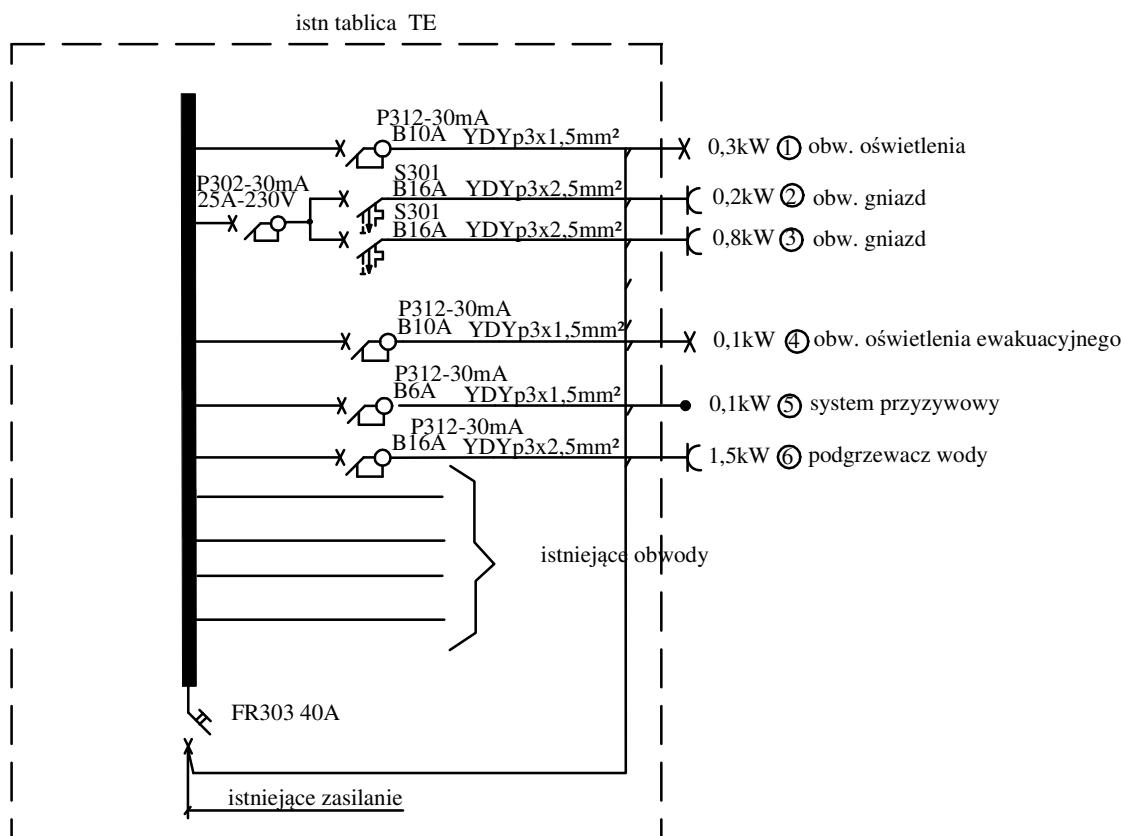 istn tablica TE
P312-30mA
B10A YDYp3x1,5mm²
0,3kW 1 obw. oświetlenia
S301
P302-30mA
25A-230V
B16A YDYp3x2,5mm²
0,2kW 2 obw. gniazd
S301
B16A YDYp3x2,5mm²
0,8kW 3 obw. gniazd
P312-30mA
B10A YDYp3x1,5mm²
0,1kW 4 obw. oświetlenia ewakuacyjnego
P312-30mA
B6A YDYp3x1,5mm²
0,1kW 5 system przyzywowy
P312-30mA
B16A YDYp3x2,5mm²
1,5kW 6 podgrzewacz wody
istniejące obwody
FR303 40A
istniejące zasilanie